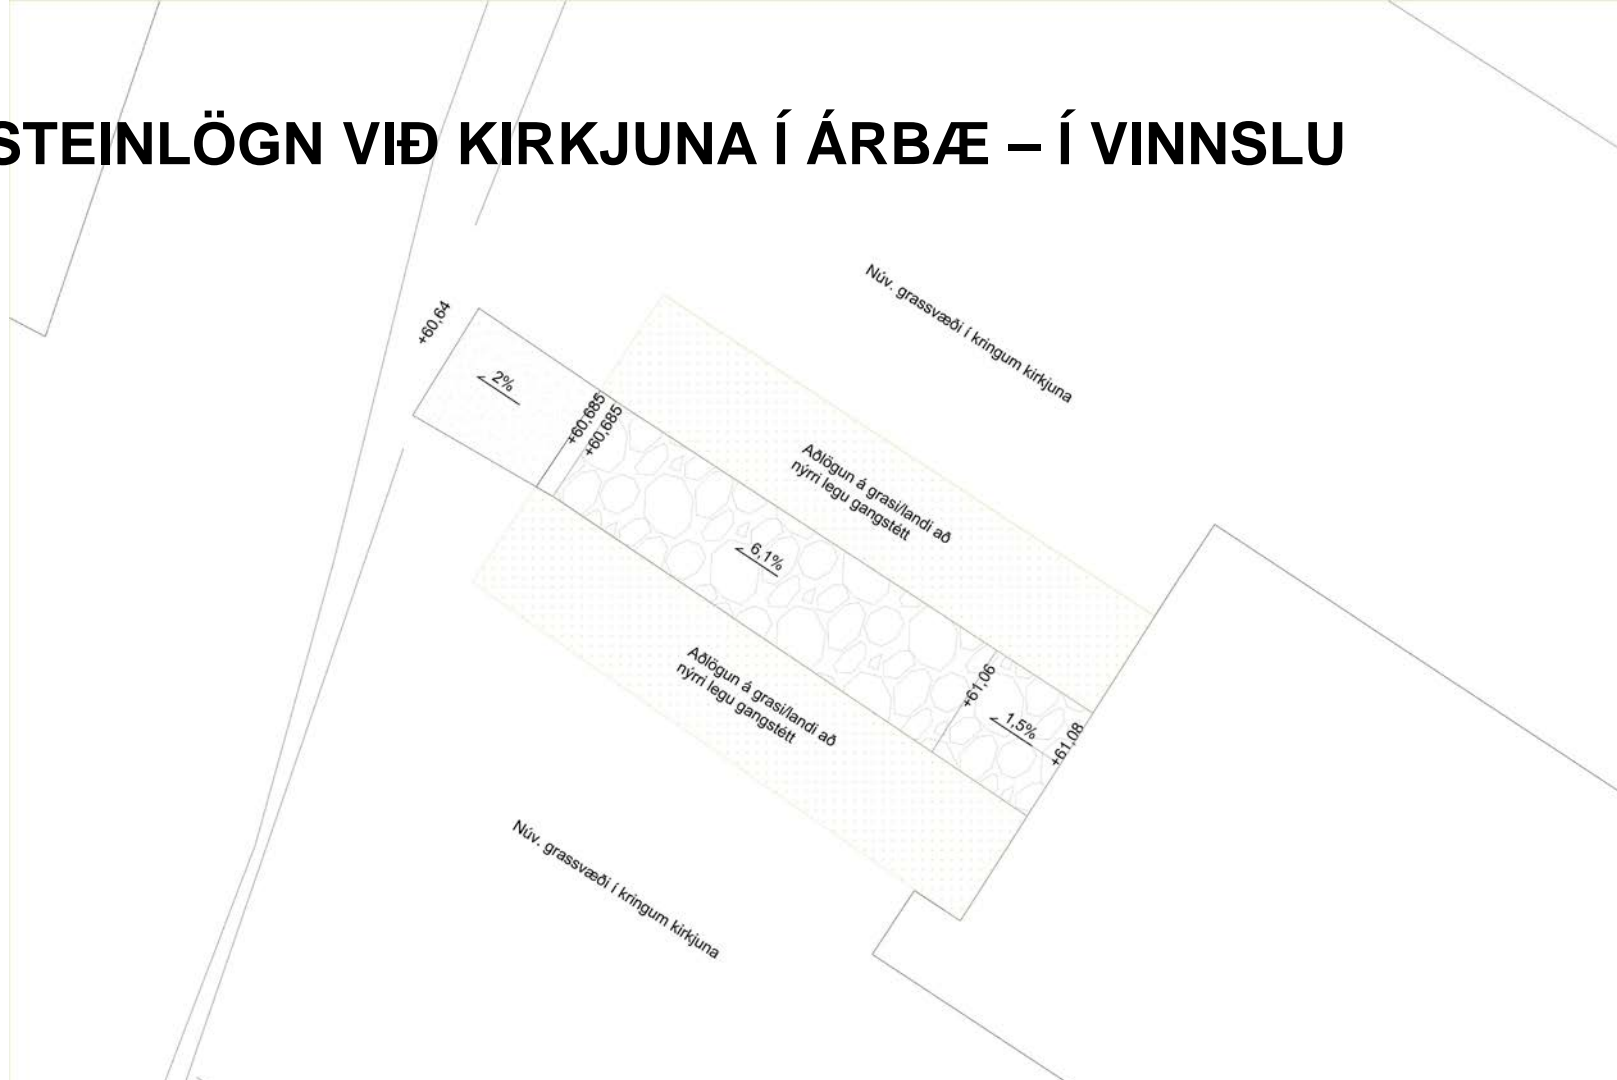 STEINLÖGN VIÐ KIRKJUNA Í ÁRBÆ – Í VINNSLU
Núv. grassvæði í kringum kirkjuna
+60,64
2%
+60,685
+60,685
Aðlögun á grasi/landi að
nýrri legu gangstétt
6,1%
Aðlögun á grasi/landi að
nýrri legu gangstétt
+61,06
1,5%
+61,08
Núv. grassvæði í kringum kirkjuna